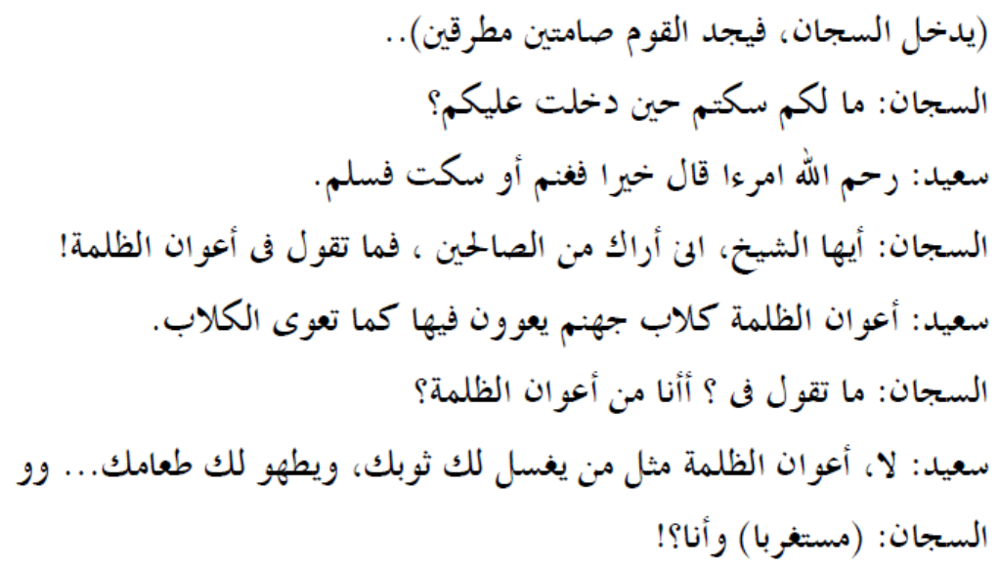 (يدخل السجان، فيجد القوم صامتين مطرقين)..
السجان: ما لكم سكتم حين دخلت عليكم؟
سعيد: رحم الله امرءا قال خيرا فغنم أو سكت فسلم.
السجان: أيها الشيخ، انى أراك من الصالحين ، فما تقول فى أعوان الظلمة!
سعيد: أعوان الظلمة كلاب جهنم يعوون فيها كما تعوى الكلاب.
السجان: ما تقول فى ؟ أأنا من أعوان الظلمة؟
سعيد: لا، أعوان الظلمة مثل من يغسل لك ثوبك، ويطهو لك طعامك... وو
السجان: (مستغربا) وأنا؟!